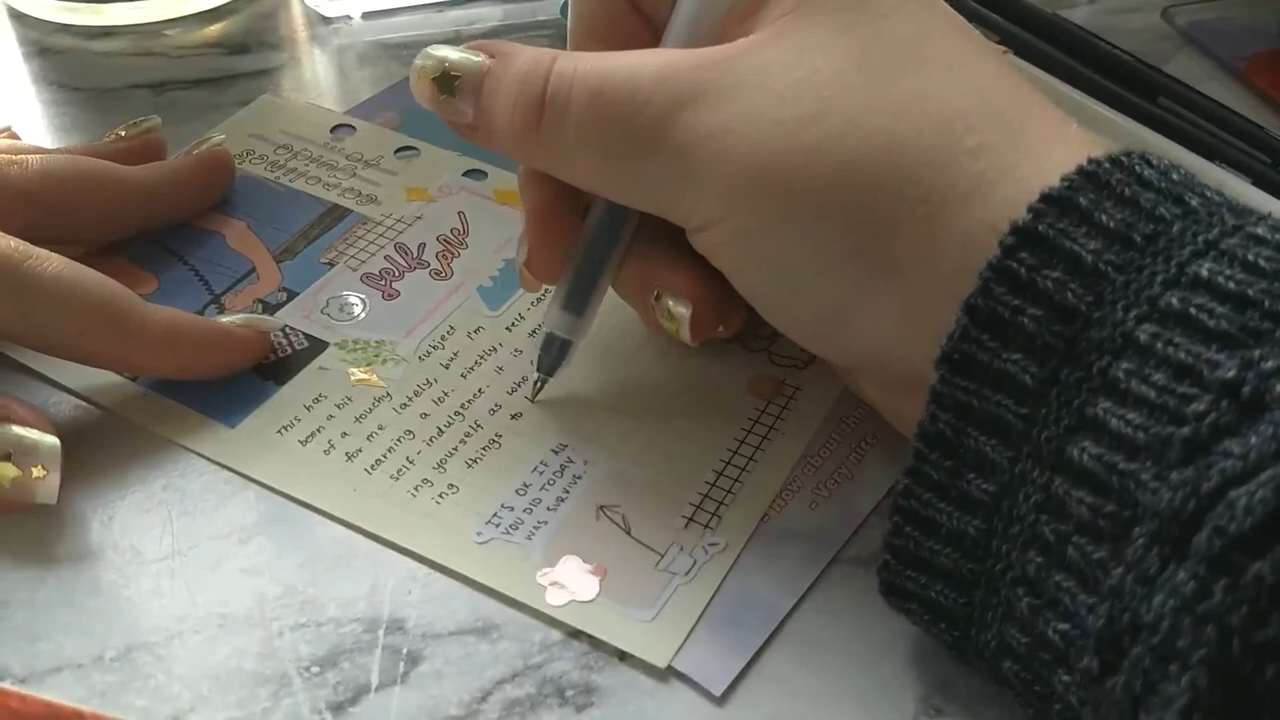 caroline's
guide
to
self
care
This has
been a bit
of a touchy subject
for me lately, but I'm
learning a lot. Firstly, self-care
self-indulgence. it is
ing yourself as who
ing things to
"IT'S OK IF ALL
YOU DID TODAY
WAS SURVIVE."
- How about
- Very nice.